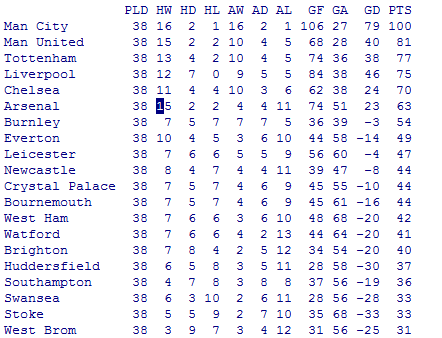 PLD HW HD HL AW AD AL GF GA GD PTS
Man City 38 16 2 1 16 2 1 106 27 79 100
Man United 38 15 2 2 10 4 5 68 28 40 81
Tottenham 38 13 4 2 10 4 5 74 36 38 77
Liverpool 38 12 7 0 9 5 5 84 38 46 75
Chelsea 38 11 4 4 10 3 6 62 38 24 70
Arsenal 38 15 2 2 4 4 11 74 51 23 63
Burnley 38 7 5 7 7 7 5 36 39 -3 54
Everton 38 10 4 5 3 6 10 44 58 -14 49
Leicester 38 7 6 6 5 5 9 56 60 -4 47
Newcastle 38 8 4 7 4 4 11 39 47 -8 44
Crystal Palace 38 7 5 7 4 6 9 45 55 -10 44
Bournemouth 38 7 5 7 4 6 9 45 61 -16 44
West Ham 38 7 6 6 3 6 10 48 68 -20 42
Watford 38 7 6 6 4 2 13 44 64 -20 41
Brighton 38 7 8 4 2 5 12 34 54 -20 40
Huddersfield 38 6 5 8 3 5 11 28 58 -30 37
Southampton 38 4 7 8 3 8 8 37 56 -19 36
Swansea 38 6 3 10 2 6 11 28 56 -28 33
Stoke 38 5 5 9 2 7 10 35 68 -33 33
West Brom 38 3 9 7 3 4 12 31 56 -25 31